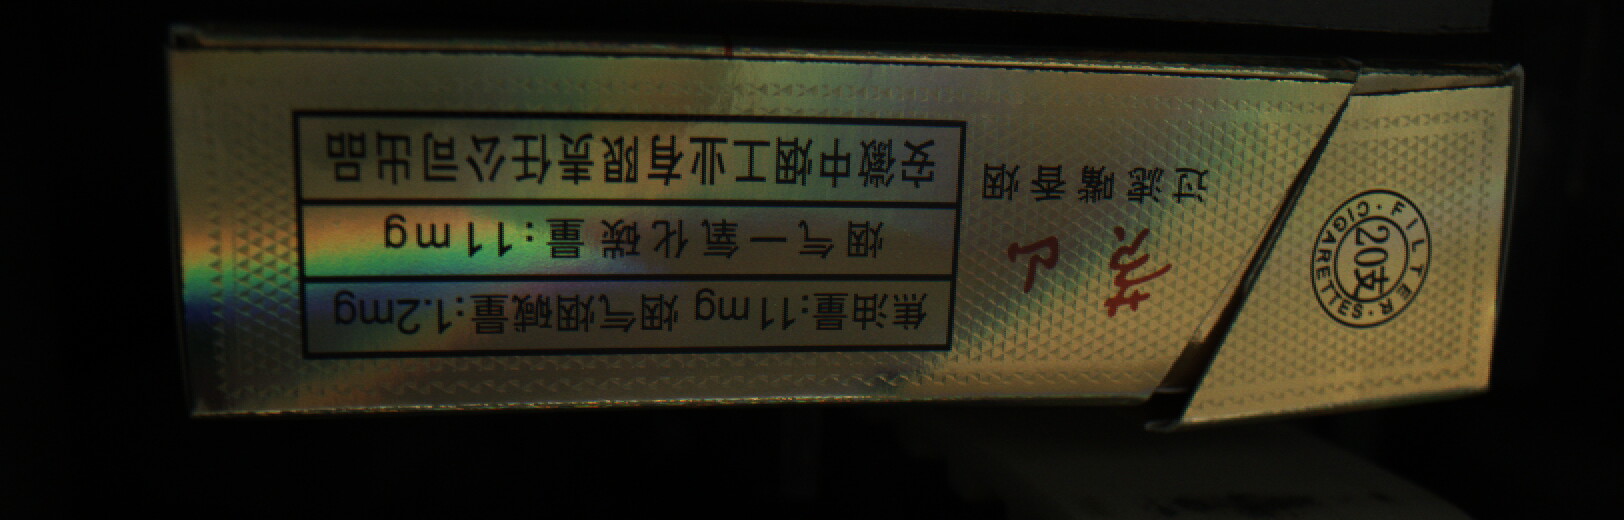 FILTER · CIGARETTES ·
20支
黄山
过滤嘴香烟
焦油量:11mg 烟气烟碱量:1.2mg
烟气一氧化碳量:11mg
安徽中烟工业有限责任公司出品